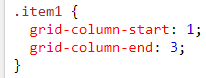 .item1 {
  grid-column-start: 1;
  grid-column-end: 3;
}